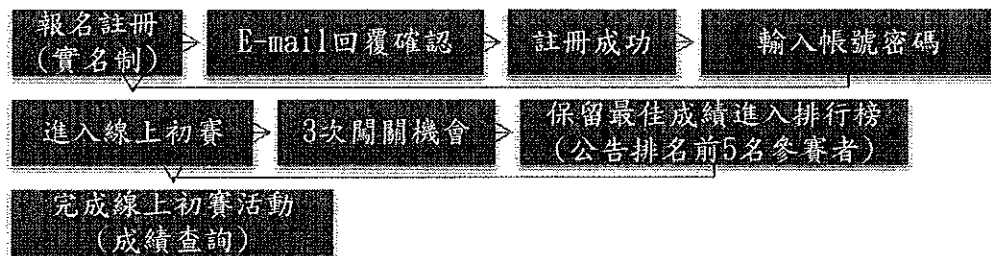 報名註冊
(實名制)
E-mail回覆確認
註冊成功
輸入帳號密碼
進入線上初賽
3次闖關機會
保留最佳成績進入排行榜
(公告排名前5名參賽者)
完成線上初賽活動
(成績查詢)